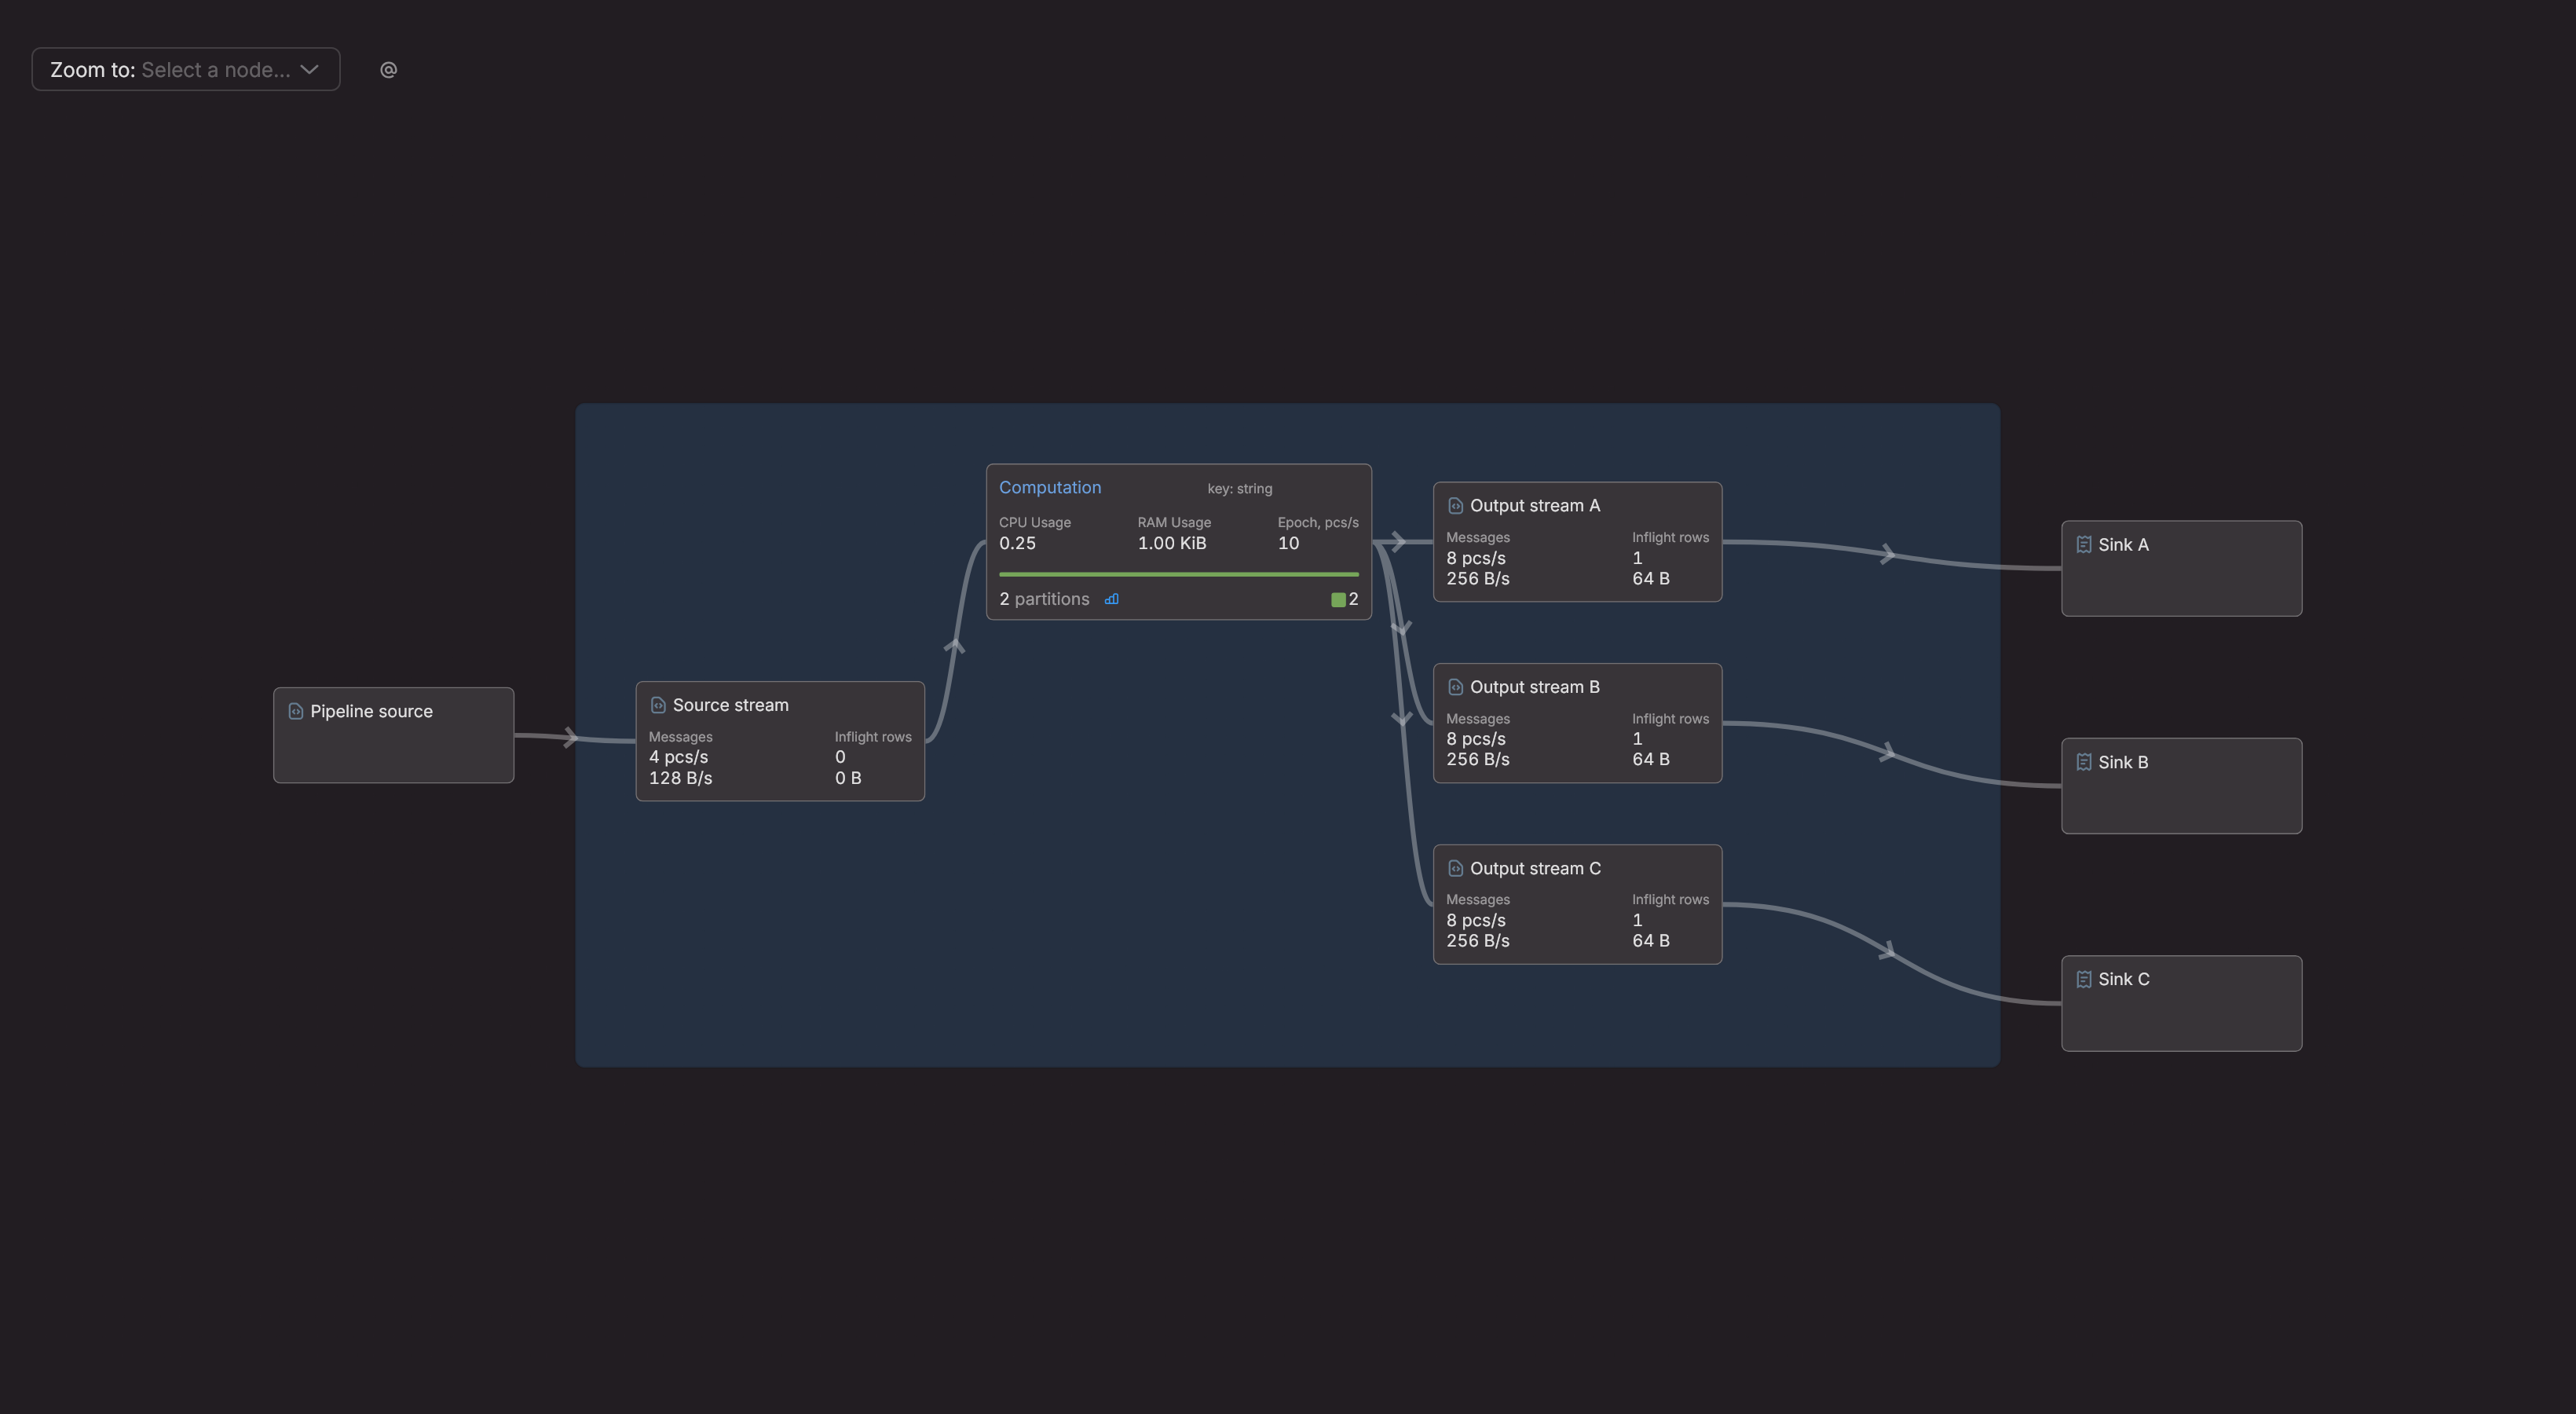 Zoom to: Select a node...
@
Computation
key: string
CPU Usage
RAM Usage
Epoch, pcs/s
0.25
1.00 KiB
10
2 partitions
2
Output stream A
Messages
Inflight rows
8 pcs/s
1
256 B/s
64 B
Sink A
Pipeline source
Source stream
Messages
Inflight rows
4 pcs/s
0
128 B/s
0 B
Output stream B
Messages
Inflight rows
8 pcs/s
1
256 B/s
64 B
Sink B
Output stream C
Messages
Inflight rows
8 pcs/s
1
256 B/s
64 B
Sink C